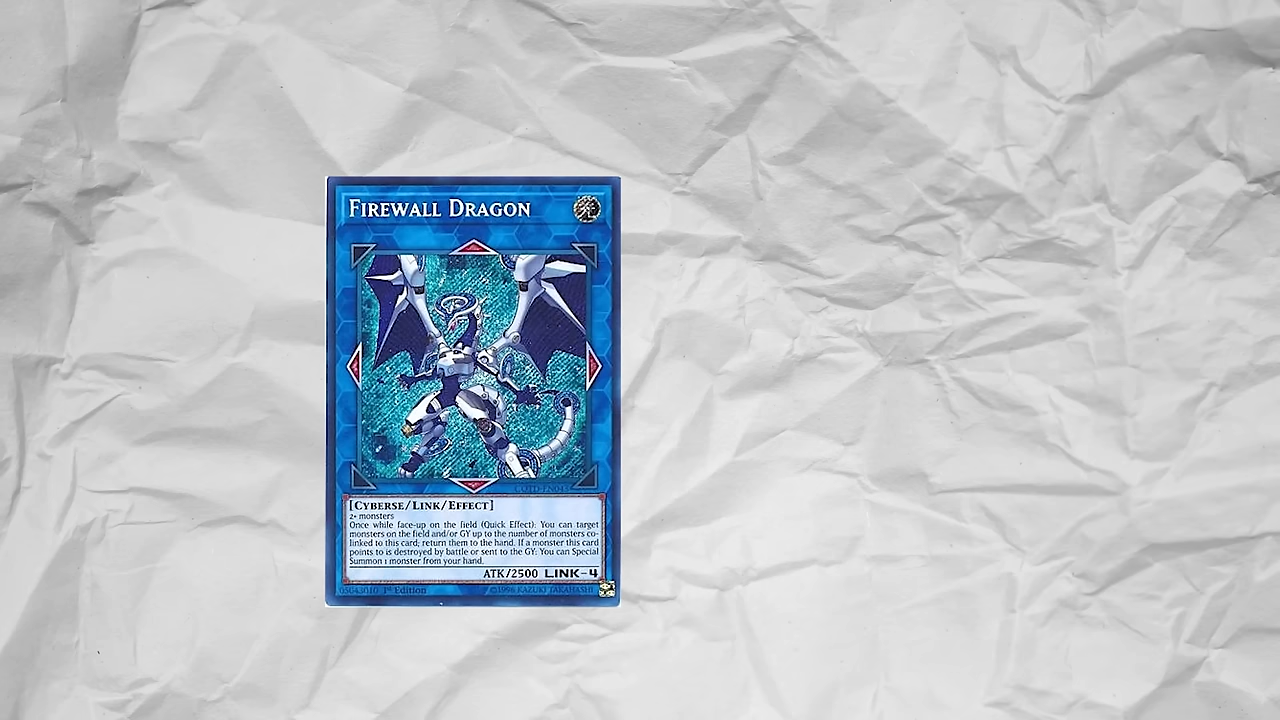 FIREWALL DRAGON
COTD-EN043
[CYBERSE/LINK/EFFECT]
2+ monsters
Once while face-up on the field (Quick Effect): You can target
monsters on the field and/or GY up to the number of monsters co-
linked to this card; return them to the hand. If a monster this card
points to is destroyed by battle or sent to the GY: You can Special
Summon 1 monster from your hand.
ATK/2500 LINK-4
05043010 1st Edition ©1996 KAZUKI TAKAHASHI